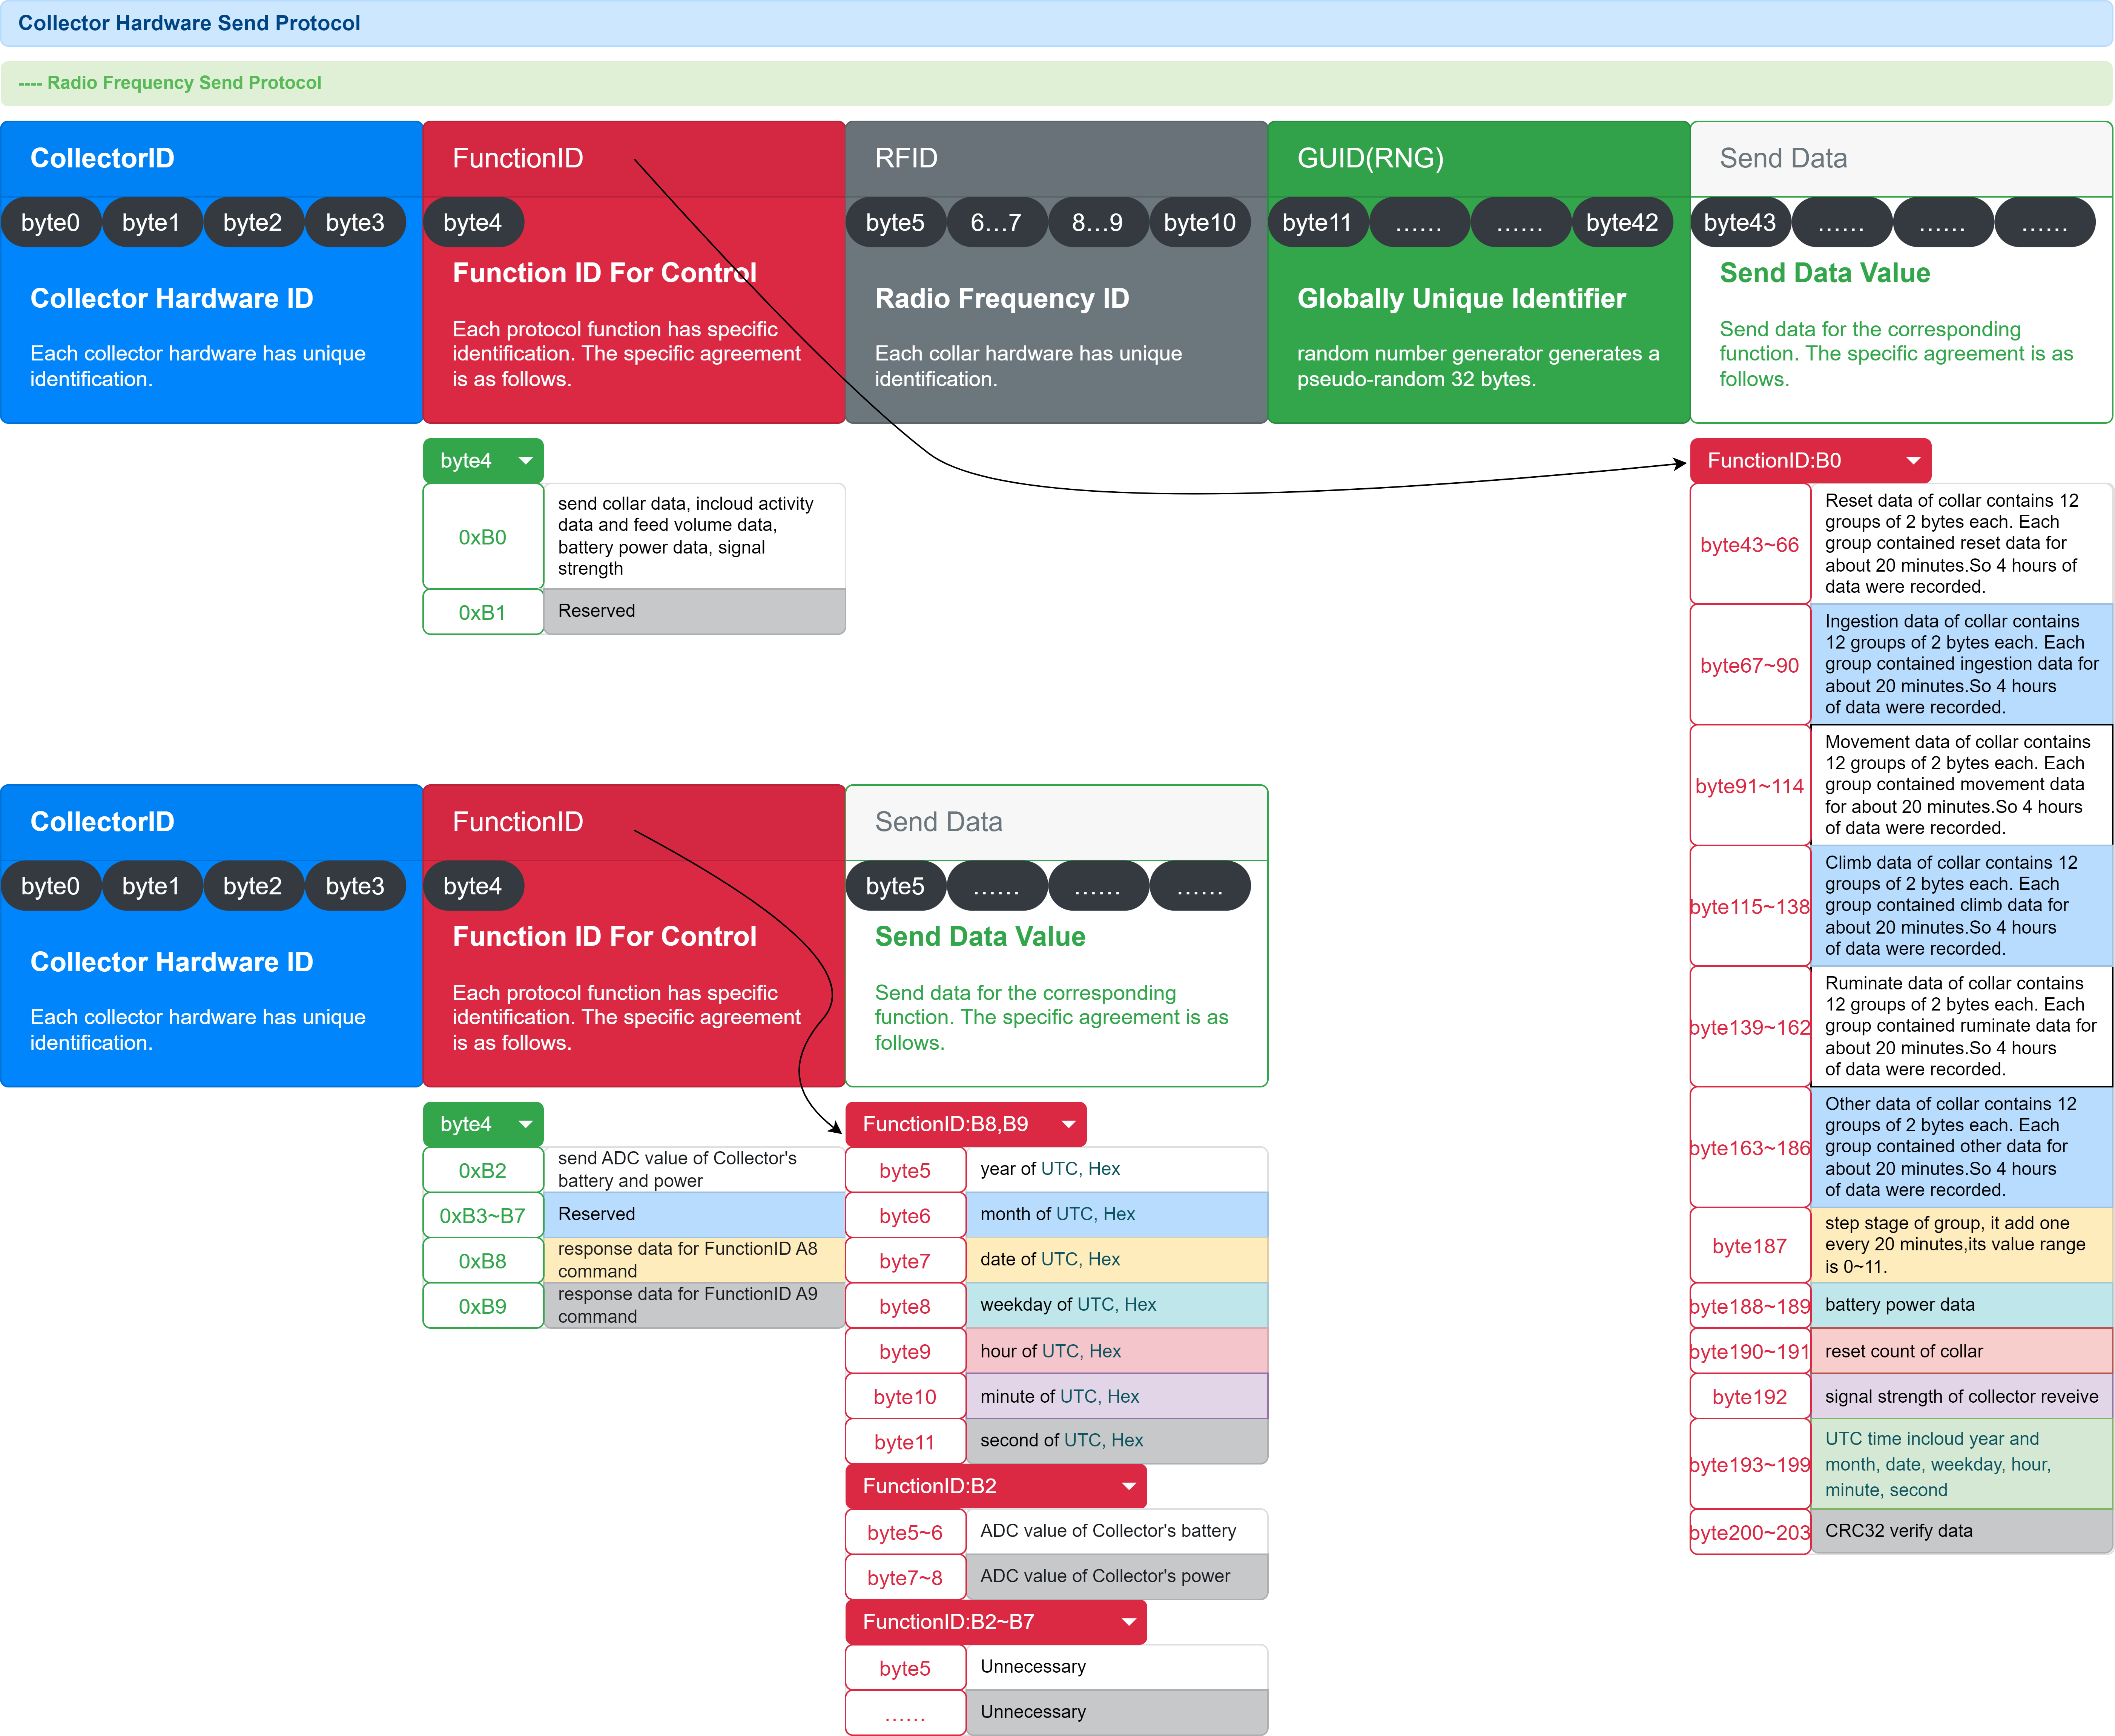 Collector Hardware Send Protocol
---- Radio Frequency Send Protocol
CollectorID
byte0 byte1 byte2 byte3
Collector Hardware ID
Each collector hardware has unique
identification.
FunctionID
byte4
Function ID For Control
Each protocol function has specific
identification. The specific agreement
is as follows.
RFID
byte5 6...7 8...9 byte10
Radio Frequency ID
Each collar hardware has unique
identification.
GUID(RNG)
byte11 ...... ...... byte42
Globally Unique Identifier
random number generator generates a
pseudo-random 32 bytes.
Send Data
byte43 ...... ...... ......
Send Data Value
Send data for the corresponding
function. The specific agreement is as
follows.
byte4
0xB0
send collar data, incloud activity
data and feed volume data,
battery power data, signal
strength
0xB1
Reserved
FunctionID:B0
byte43~66
Reset data of collar contains 12
groups of 2 bytes each. Each
group contained reset data for
about 20 minutes.So 4 hours of
data were recorded.
byte67~90
Ingestion data of collar contains
12 groups of 2 bytes each. Each
group contained ingestion data for
about 20 minutes.So 4 hours
of data were recorded.
byte91~114
Movement data of collar contains
12 groups of 2 bytes each. Each
group contained movement data
for about 20 minutes.So 4 hours
of data were recorded.
byte115~138
Climb data of collar contains 12
groups of 2 bytes each. Each
group contained climb data for
about 20 minutes.So 4 hours
of data were recorded.
byte139~162
Ruminate data of collar contains
12 groups of 2 bytes each. Each
group contained ruminate data for
about 20 minutes.So 4 hours
of data were recorded.
byte163~186
Other data of collar contains 12
groups of 2 bytes each. Each
group contained other data for
about 20 minutes.So 4 hours
of data were recorded.
byte187
step stage of group, it add one
every 20 minutes,its value range
is 0~11.
byte188~189
battery power data
byte190~191
reset count of collar
byte192
signal strength of collector reveive
byte193~199
UTC time incloud year and
month, date, weekday, hour,
minute, second
byte200~203
CRC32 verify data
CollectorID
byte0 byte1 byte2 byte3
Collector Hardware ID
Each collector hardware has unique
identification.
FunctionID
byte4
Function ID For Control
Each protocol function has specific
identification. The specific agreement
is as follows.
Send Data
byte5 ...... ...... ......
Send Data Value
Send data for the corresponding
function. The specific agreement is as
follows.
byte4
0xB2
send ADC value of Collector's
battery and power
0xB3~B7
Reserved
0xB8
response data for FunctionID A8
command
0xB9
response data for FunctionID A9
command
FunctionID:B8,B9
byte5
year of UTC, Hex
byte6
month of UTC, Hex
byte7
date of UTC, Hex
byte8
weekday of UTC, Hex
byte9
hour of UTC, Hex
byte10
minute of UTC, Hex
byte11
second of UTC, Hex
FunctionID:B2
byte5~6
ADC value of Collector's battery
byte7~8
ADC value of Collector's power
FunctionID:B2~B7
byte5
Unnecessary
......
Unnecessary